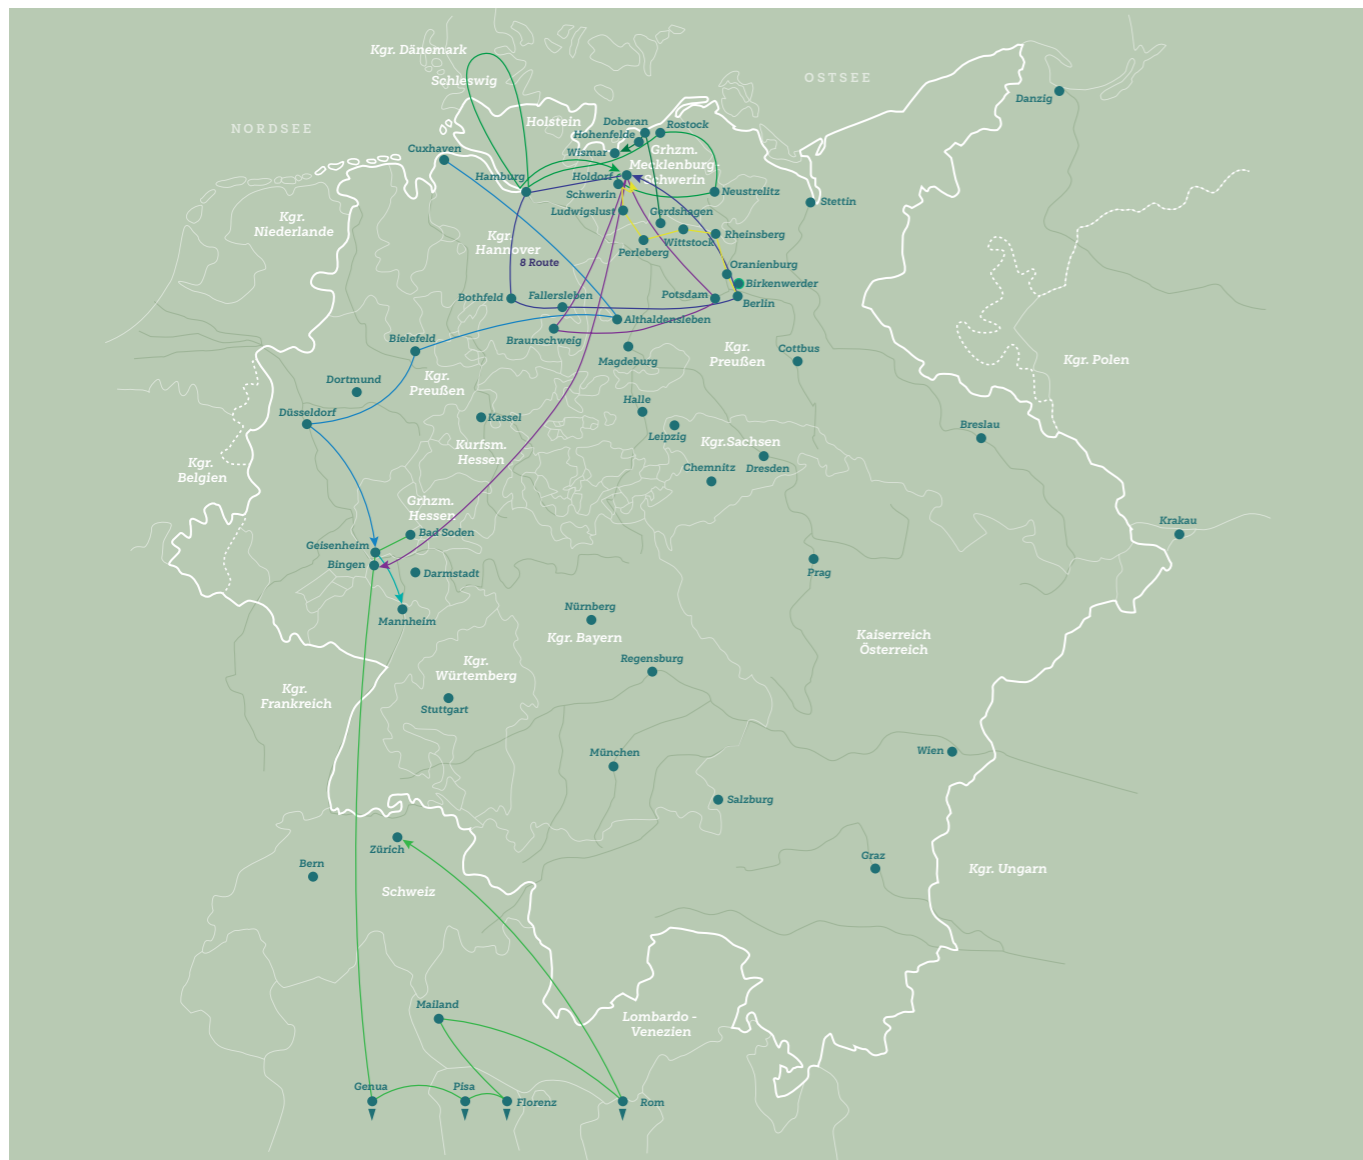 Kgr. Dänemark
Schleswig
OSTSEE
Danzig
NORDSEE
Holstein
Doberan
Rostock
Hohenfelde
Cuxhaven
Wismar
Grhzm.
Mecklenburg-
Schwerin
Hamburg
Holdorf
Schwerin
Neustrelitz
Stettin
Ludwigslust
Gerdshagen
Kgr.
Niederlande
Kgr.
Hannover
Wittstock
Rheinsberg
Perleberg
8 Route
Oranienburg
Birkenwerder
Bothfeld
Fallersleben
Potsdam
Berlin
Althaldensleben
Braunschweig
Bielefeld
Magdeburg
Kgr.
Preußen
Cottbus
Kgr. Polen
Dortmund
Kgr.
Preußen
Düsseldorf
Kassel
Halle
Leipzig
Breslau
Kurfsm.
Hessen
Kgr.Sachsen
Chemnitz
Dresden
Kgr.
Belgien
Grhzm.
Hessen
Bad Soden
Krakau
Geisenheim
Bingen
Darmstadt
Prag
Mannheim
Nürnberg
Kgr. Bayern
Kaiserreich
Österreich
Regensburg
Kgr.
Würtemberg
Kgr.
Frankreich
Stuttgart
München
Wien
Salzburg
Zürich
Bern
Graz
Kgr. Ungarn
Schweiz
Mailand
Lombardo -
Venezien
Genua
Pisa
Florenz
Rom